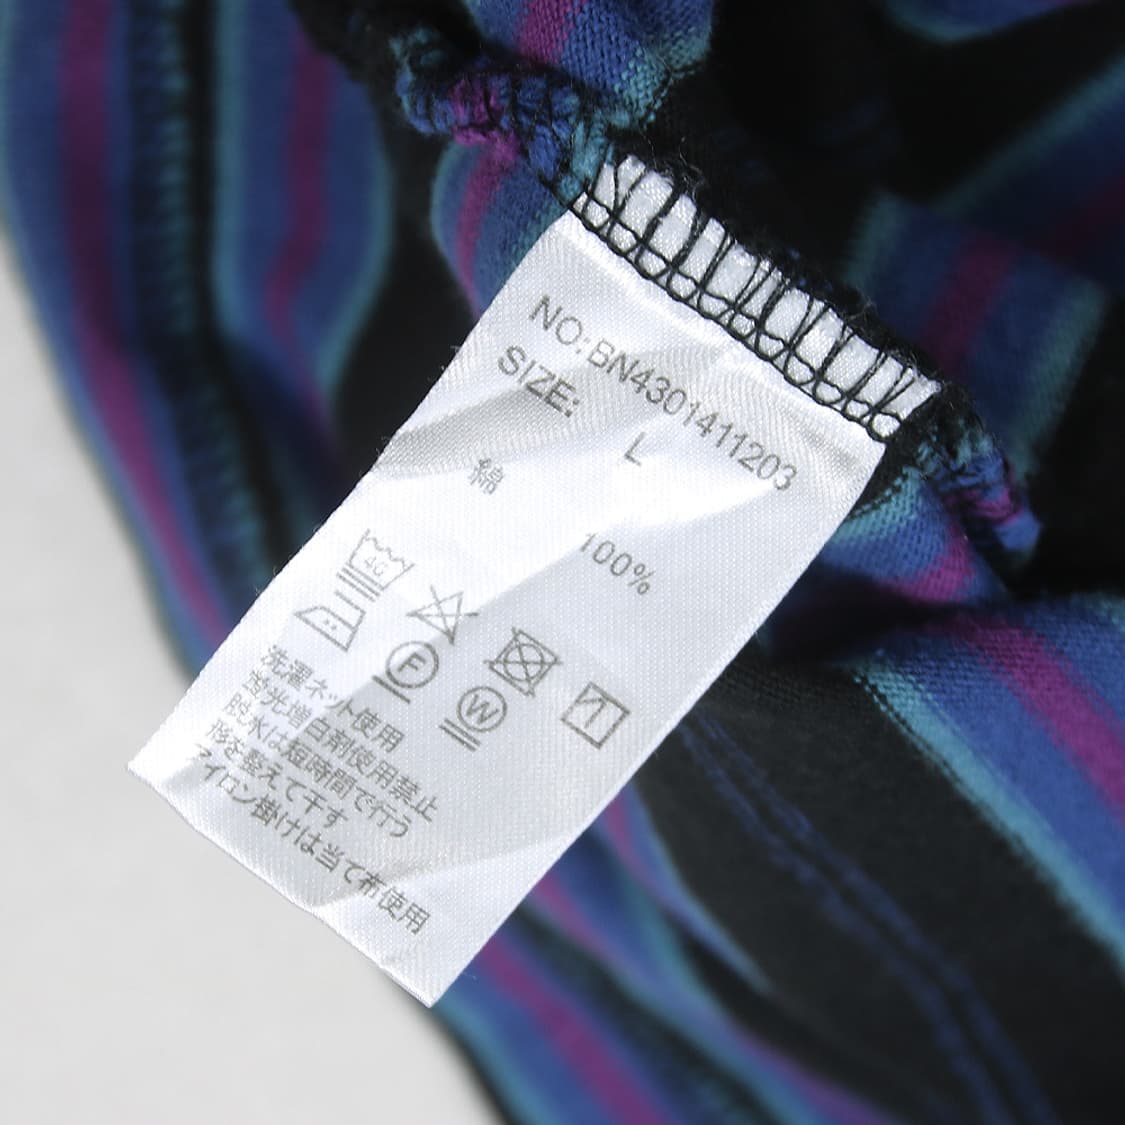 NO:BN4301411203
SIZE: L
綿 100%
40
F
W
洗濯ネット使用
蛍光増白剤使用禁止
脱水は短時間で行う
形を整えて干す
アイロン掛けは当て布使用